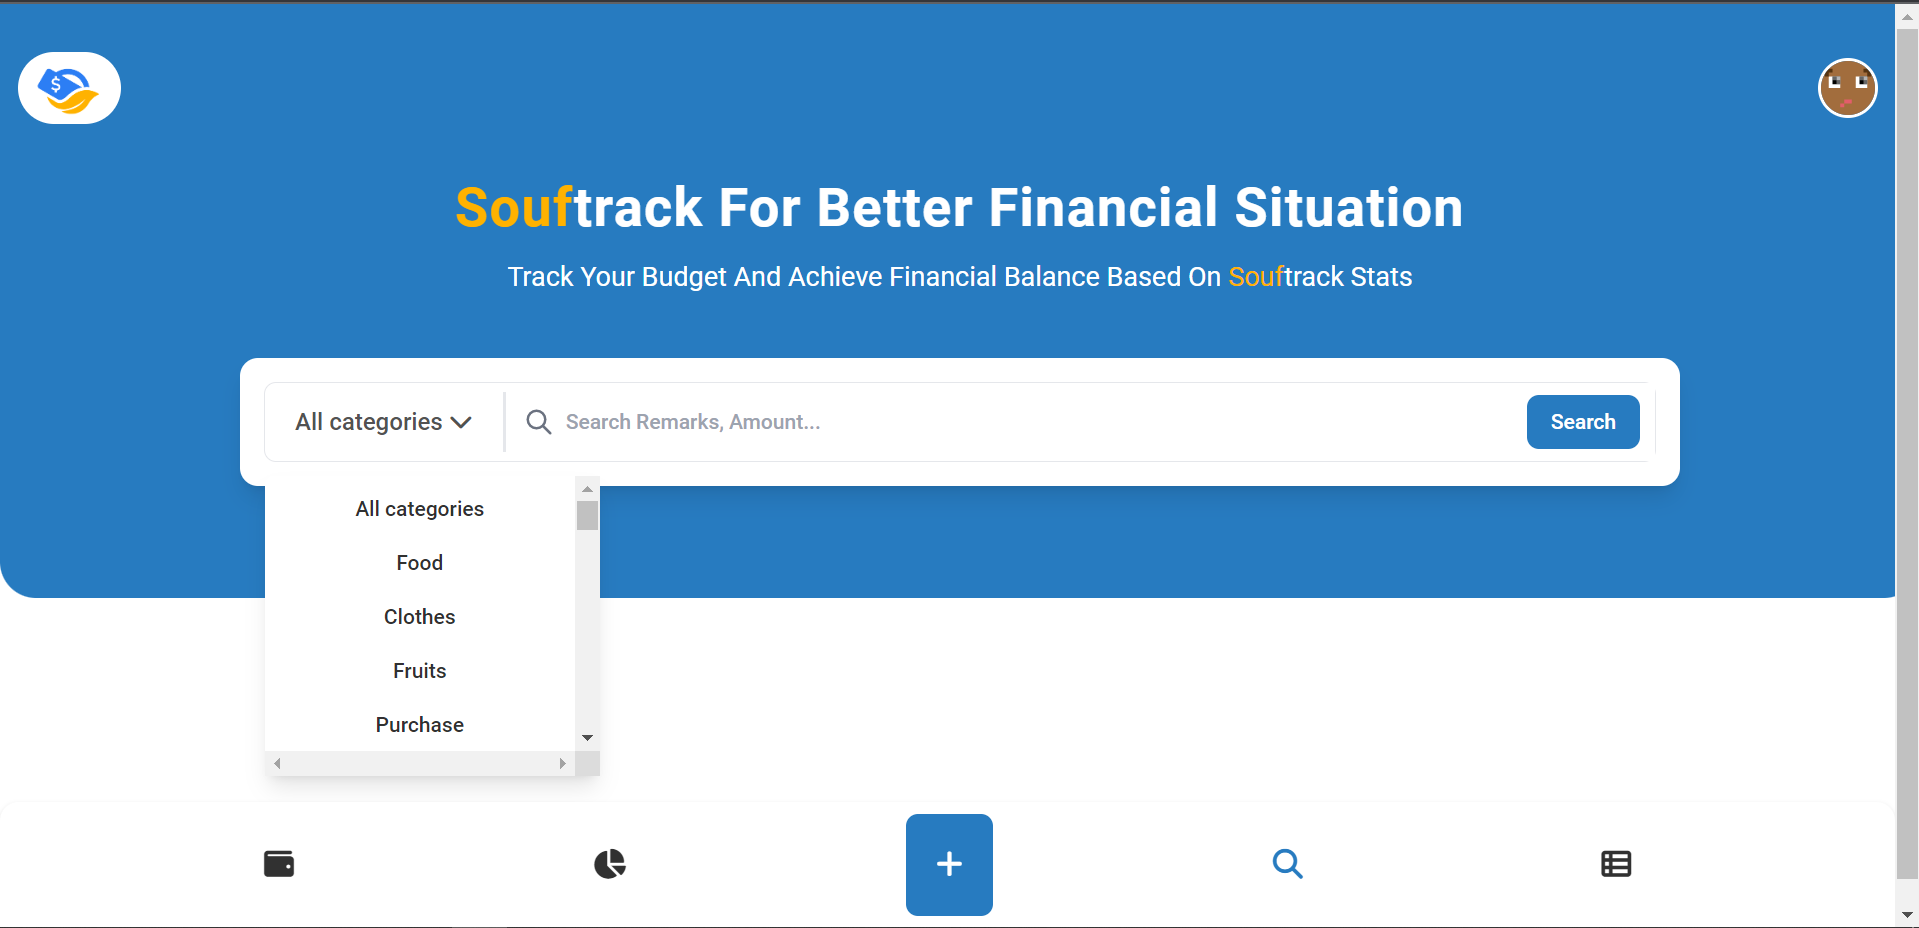 $
Souftrack For Better Financial Situation
Track Your Budget And Achieve Financial Balance Based On Souftrack Stats
All categories
Search Remarks, Amount...
Search
All categories
Food
Clothes
Fruits
Purchase